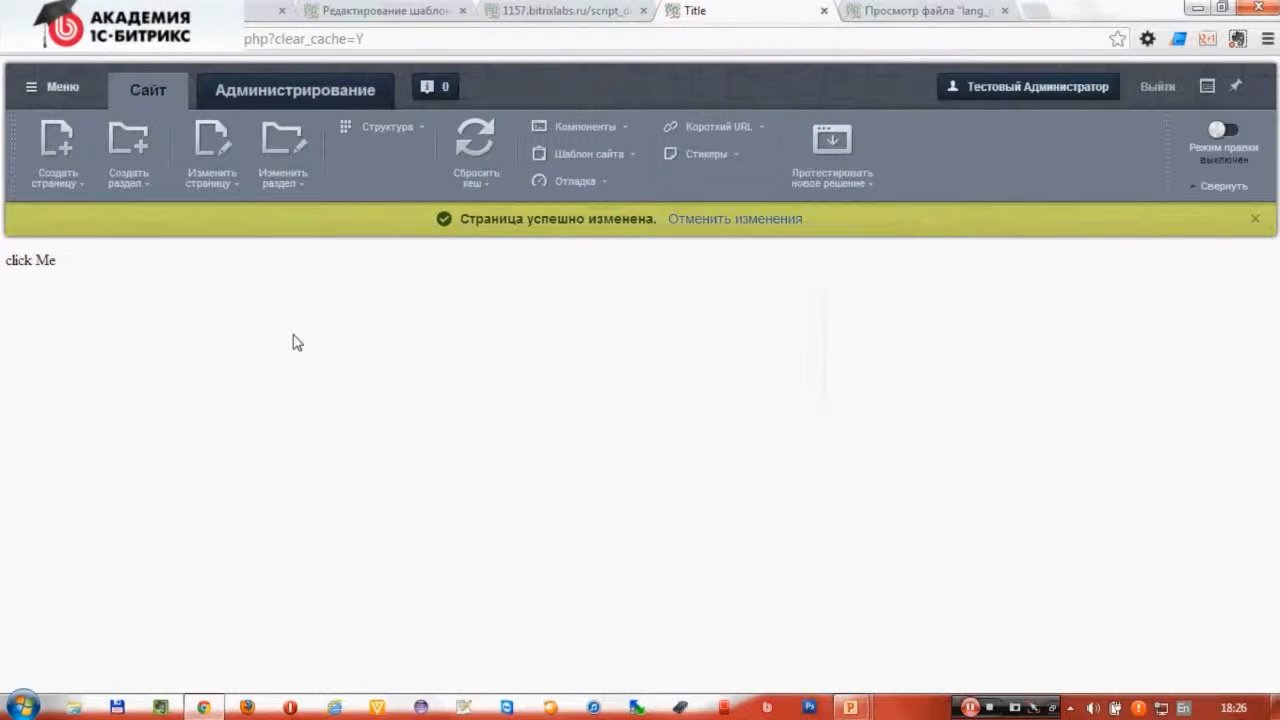 АКАДЕМИЯ
1С-БИТРИКС
Редактирование шаблон
1157.bitrixlabs.ru/script_d
Title
Просмотр файла "lang_
php?clear_cache=Y
g+1
Меню
Сайт
Администрирование
0
Тестовый Администратор
Выйти
Создать
страницу
Создать
раздел
Изменить
страницу
Изменить
раздел
Структура
Сбросить
кеш
Компоненты
Шаблон сайта
Отладка
Короткий URL
Стикеры
Протестировать
новое решение
Режим правки
выключен
Свернуть
Страница успешно изменена. Отменить изменения
click Me
En
18:26